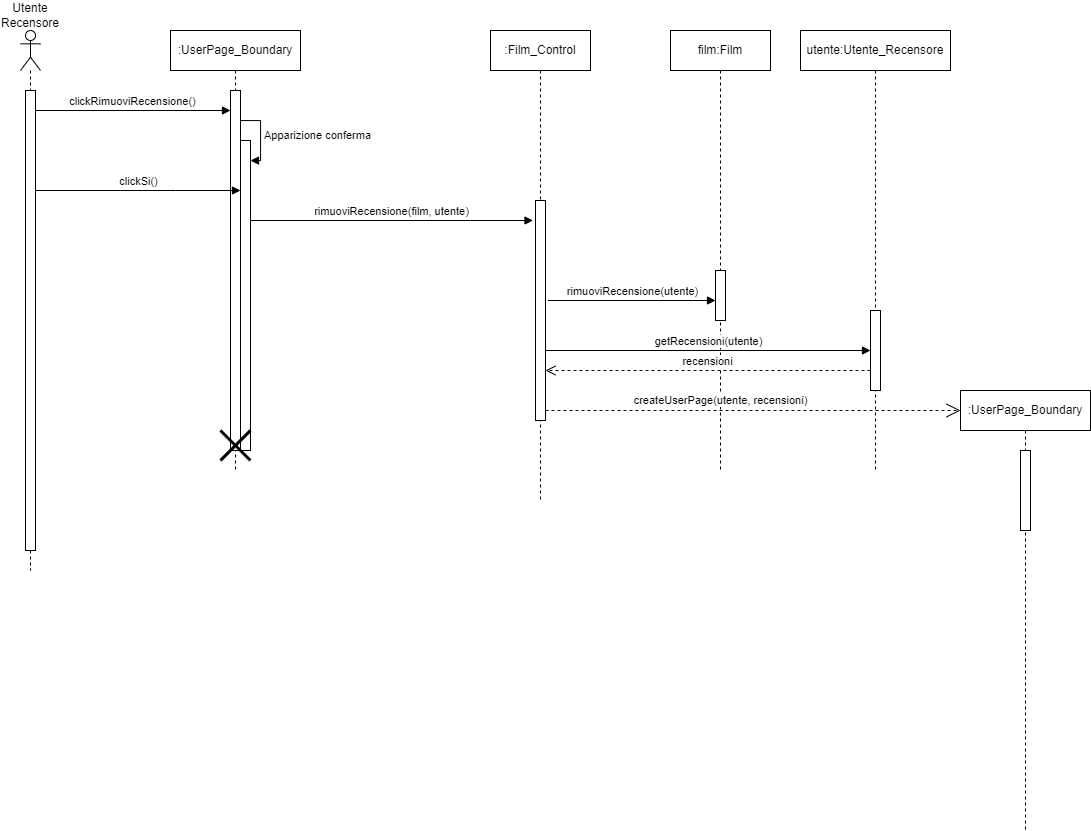 Utente
Recensore
:UserPage_Boundary
:Film_Control
film:Film
utente:Utente_Recensore
clickRimuoviRecensione()
Apparizione conferma
clickSi()
rimuoviRecensione(film, utente)
rimuoviRecensione(utente)
getRecensioni(utente)
recensioni
createUserPage(utente, recensioni)
:UserPage_Boundary